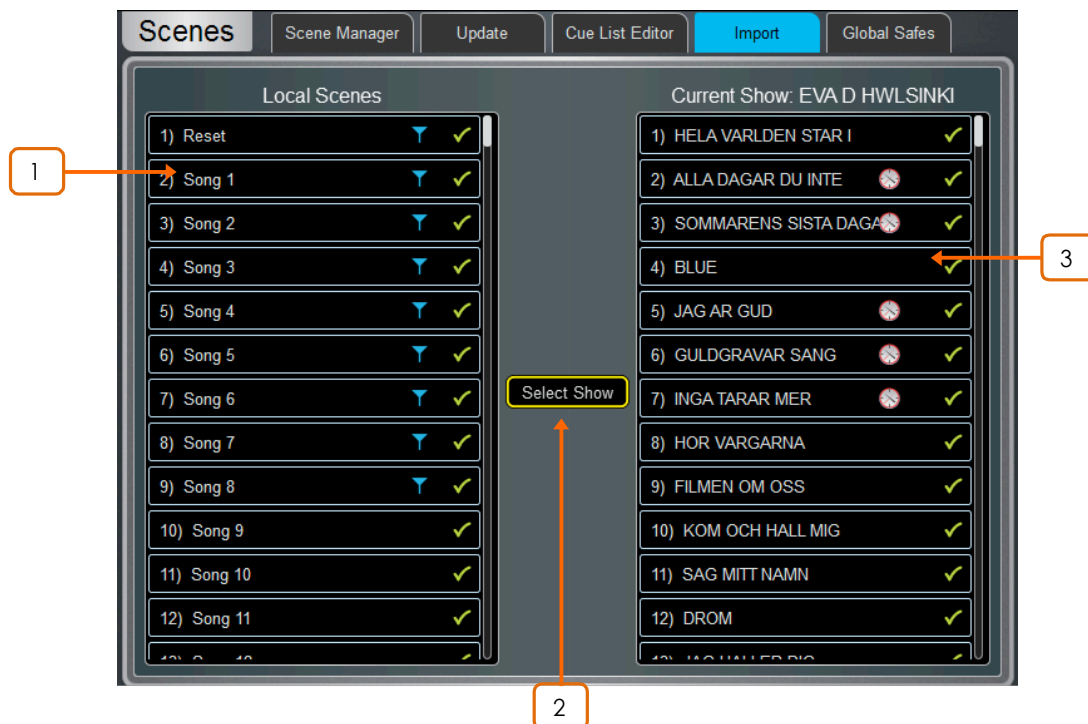 Scenes
Scene Manager
Update
Cue List Editor
Import
Global Safes
Local Scenes
1) Reset
2) Song 1
3) Song 2
4) Song 3
5) Song 4
6) Song 5
7) Song 6
8) Song 7
9) Song 8
10) Song 9
11) Song 10
12) Song 11
Select Show
Current Show: EVA D HWLSINKI
1) HELA VARLDEN STAR I
2) ALLA DAGAR DU INTE
3) SOMMARENS SISTA DAGA
4) BLUE
5) JAG AR GUD
6) GULDGRAVAR SANG
7) INGA TARAR MER
8) HOR VARGARNA
9) FILMEN OM OSS
10) KOM OCH HALL MIG
11) SAG MITT NAMN
12) DROM
1
2
3